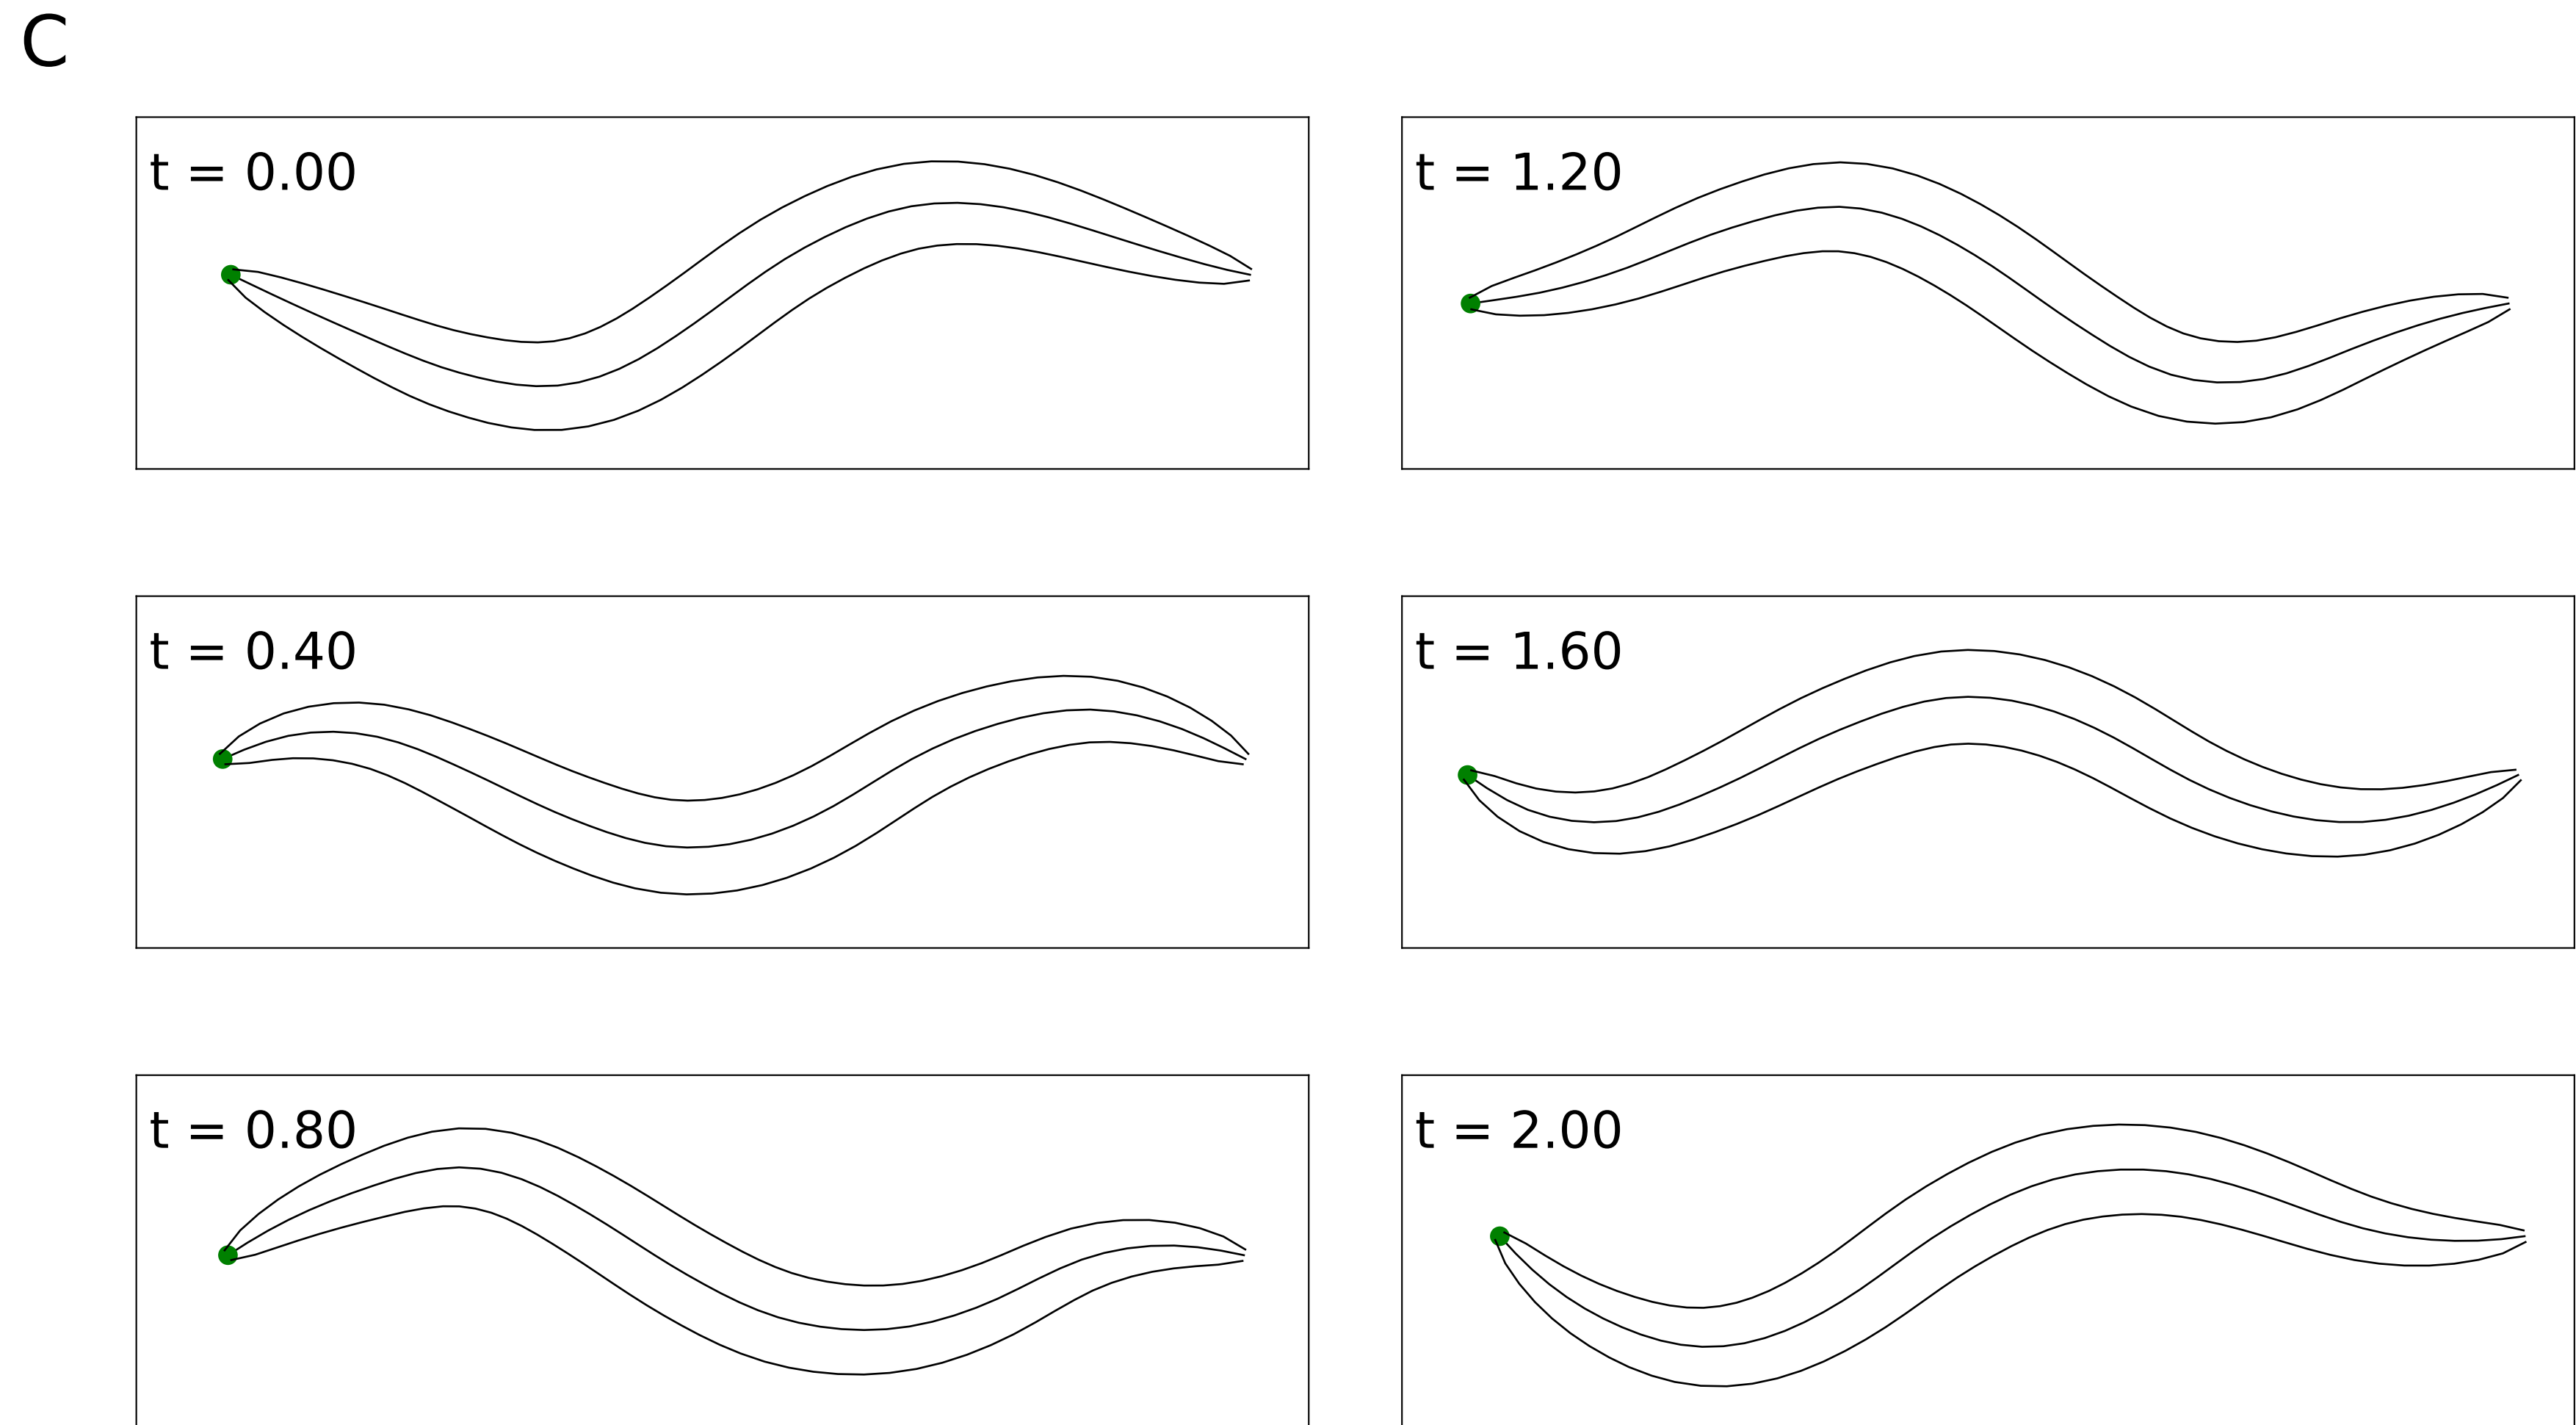 C
t = 0.00
t = 1.20
t = 0.40
t = 1.60
t = 0.80
t = 2.00